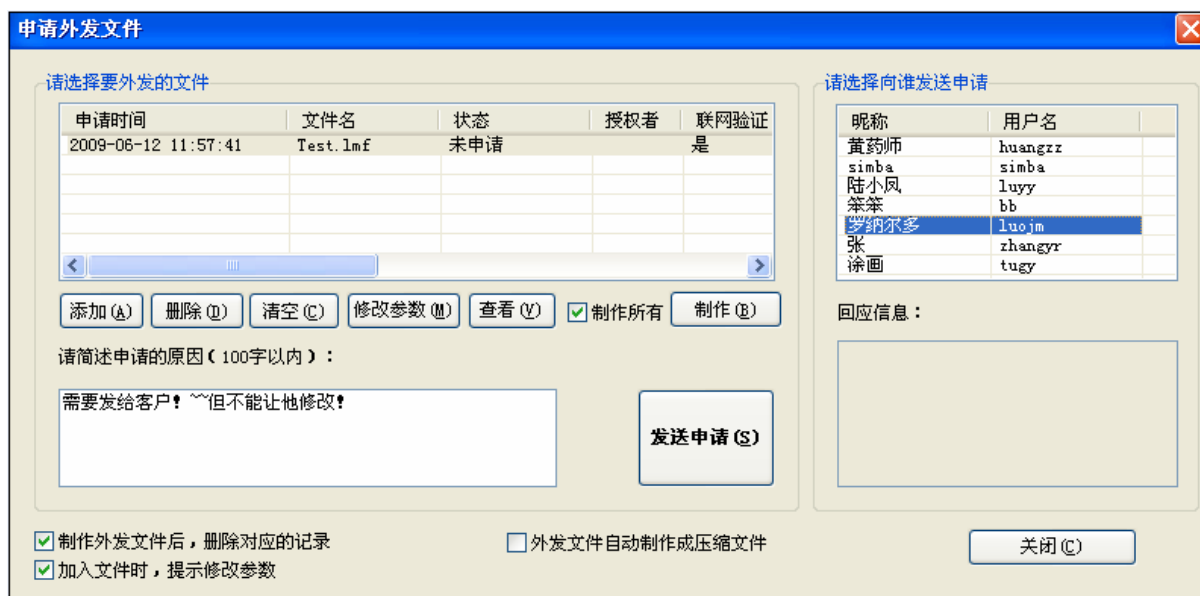 申请外发文件
请选择要外发的文件
申请时间 文件名 状态 授权者 联网验证
2009-06-12 11:57:41 Test.lmf 未申请 是
添加(A) 删除(D) 清空(C) 修改参数(M) 查看(V) 制作所有 制作(B)
请简述申请的原因(100字以内)：
需要发给客户！~~但不能让他修改！
发送申请(S)
请选择向谁发送申请
昵称 用户名
黄药师 huangzz
simba simba
陆小凤 luyy
笨笨 bb
罗纳尔多 luojm
张 zhangyr
涂画 tugy
回应信息：
制作外发文件后，删除对应的记录
加入文件时，提示修改参数
外发文件自动制作成压缩文件
关闭(C)